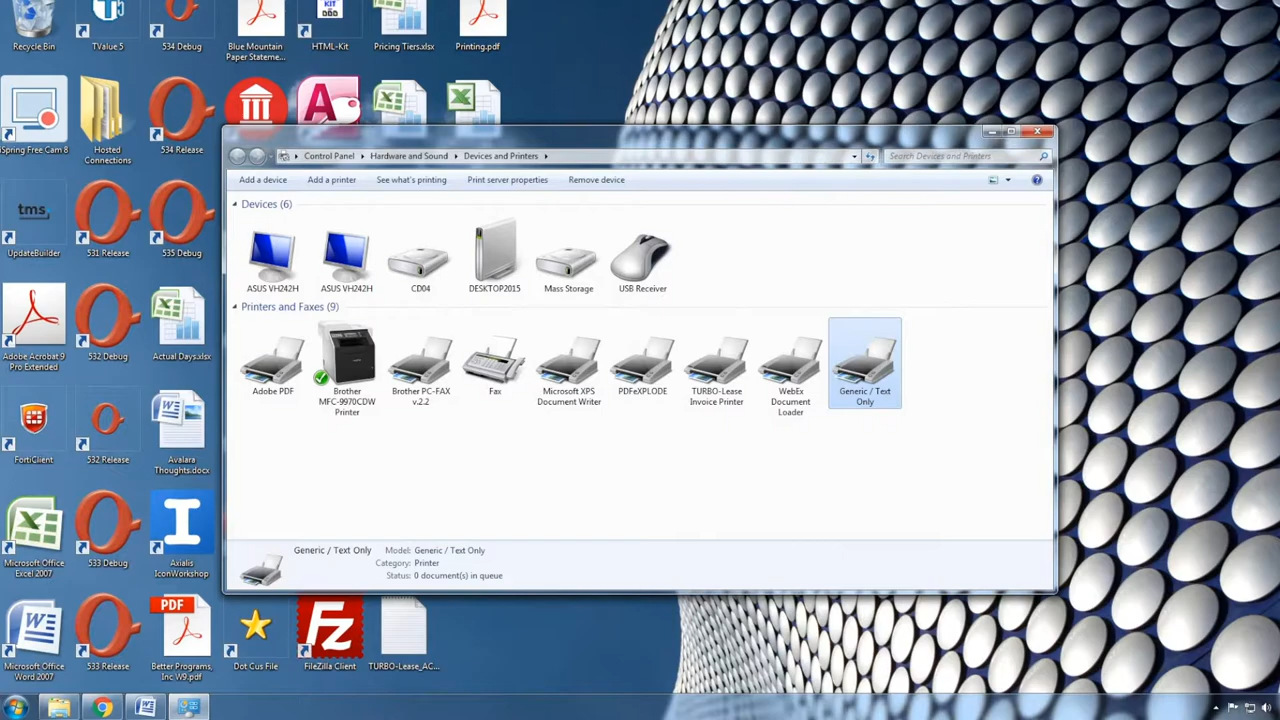 Recycle Bin
TValue 5
534 Debug
Blue Mountain
Paper Stateme...
KIT
HTML-Kit
Pricing Tiers.xlsx
Printing.pdf
iSpring Free Cam 8
Hosted
Connections
534 Release
tms
UpdateBuilder
531 Release
535 Debug
Adobe Acrobat 9
Pro Extended
532 Debug
Actual Days.xlsx
FortiClient
532 Release
Avalara
Thoughts.docx
Microsoft Office
Excel 2007
533 Debug
Axialis
IconWorkshop
Microsoft Office
Word 2007
533 Release
PDF
Better Programs,
Inc W9.pdf
Dot Cus File
Fz
FileZilla Client
TURBO-Lease_AC...
Control Panel
Hardware and Sound
Devices and Printers
Search Devices and Printers
Add a device
Add a printer
See what's printing
Print server properties
Remove device
Devices (6)
ASUS VH242H
ASUS VH242H
CD04
DESKTOP2015
Mass Storage
USB Receiver
Printers and Faxes (9)
Adobe PDF
Brother
MFC-9970CDW
Printer
Brother PC-FAX
v.2.2
Fax
Microsoft XPS
Document Writer
PDFeXPLODE
TURBO-Lease
Invoice Printer
WebEx
Document
Loader
Generic / Text
Only
Generic / Text Only
Model: Generic / Text Only
Category: Printer
Status: 0 document(s) in queue